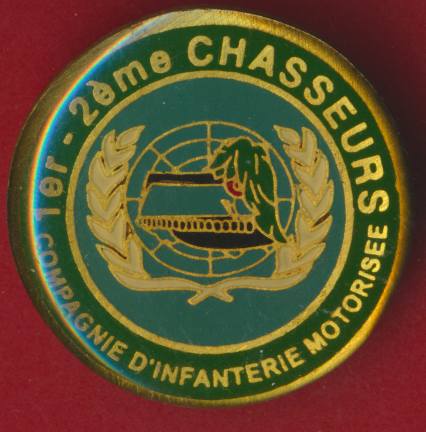 1er - 2ème CHASSEURS
COMPAGNIE D'INFANTERIE MOTORISEE